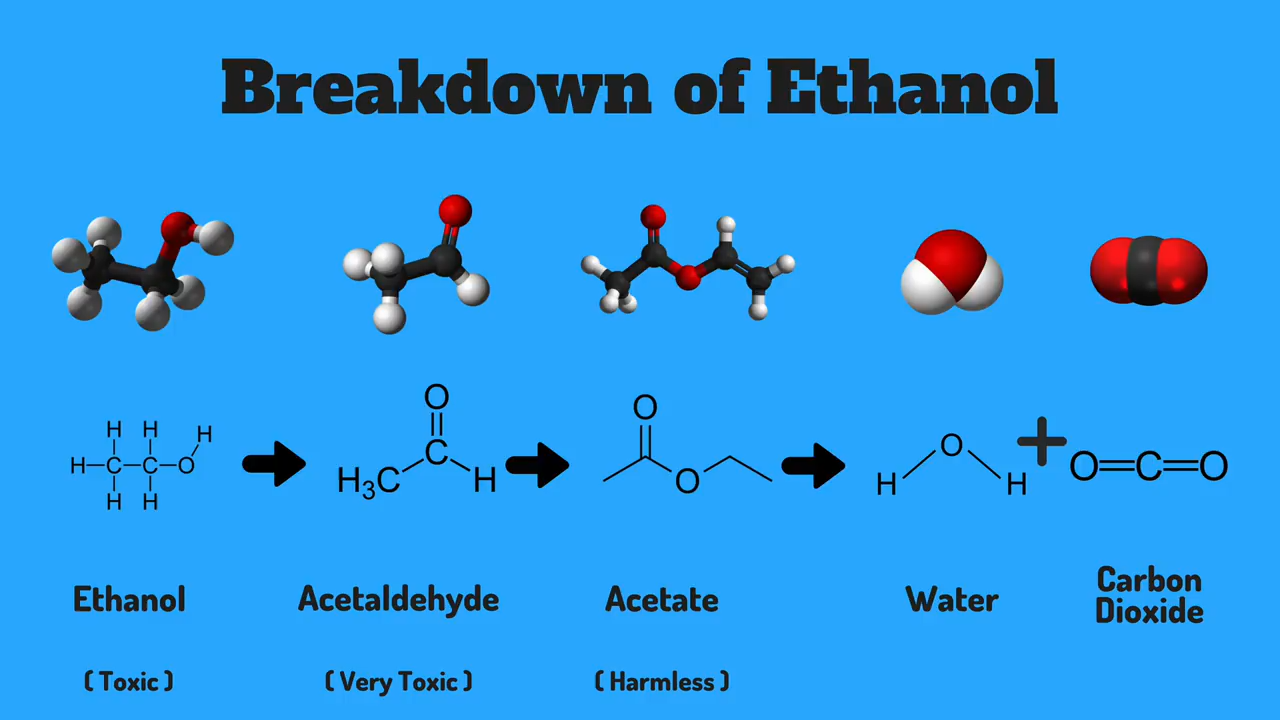 Breakdown of Ethanol
H H H
H C C O
H H
O
C
H3C H
O
O
O
H H
+
O C O
Ethanol
Acetaldehyde
Acetate
Water
Carbon
Dioxide
( Toxic )
( Very Toxic )
( Harmless )